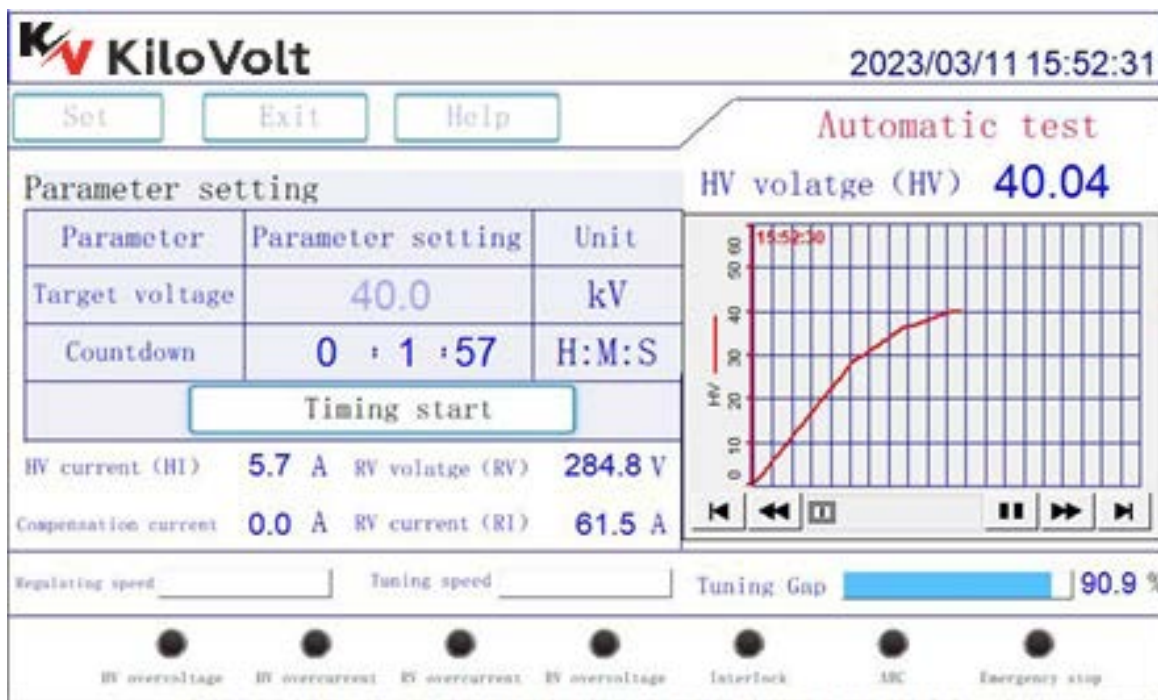 KV KiloVolt
2023/03/11 15:52:31
Set Exit Help
Automatic test
HV volatge (HV) 40.04
Parameter setting
Parameter Parameter setting Unit
Target voltage 40.0 kV
Countdown 0 : 1 : 57 H:M:S
Timing start
HV current (HI) 5.7 A RV volatge (RV) 284.8 V
Compensation current 0.0 A RV current (RI) 61.5 A
15:52:30
HV
0 10 20 30 40 50 60
Regulating speed Tuning speed Tuning Gap 90.9 %
HV overvoltage HV overcurrent RV overcurrent RV overvoltage Interlock ARC Emergency stop